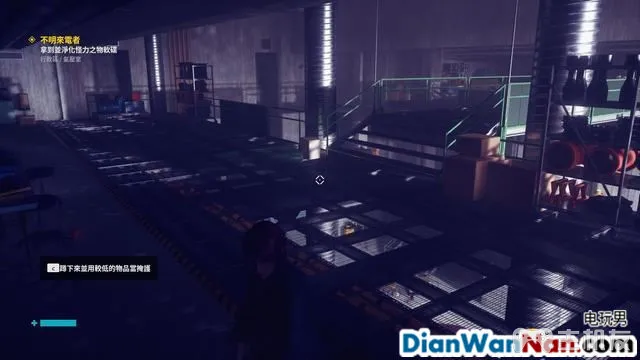 不明來電者
拿到並淨化怪力之物軟碟
行政區 / 氣壓室
C 蹲下來並用較低的物品當掩護
电玩男
DianWanNan.com